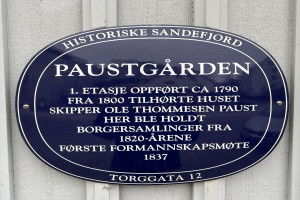 HISTORISKE SANDEFJORD
PAUSTGÅRDEN
1. ETASJE OPPFØRT CA 1790
FRA 1800 TILHØRTE HUSET
SKIPPER OLE THOMMESEN PAUST
HER BLE HOLDT
BORGERSAMLINGER FRA
1820-ÅRENE
FØRSTE FORMANNSKAPSMØTE
1837
TORGGATA 12